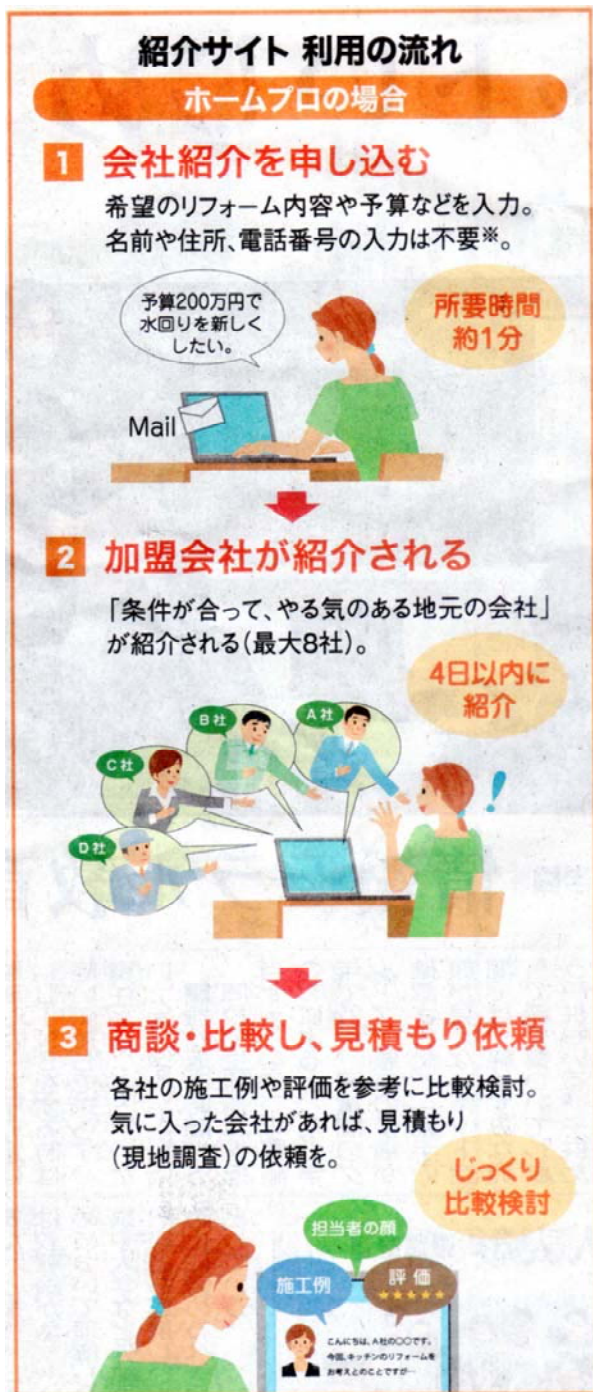 紹介サイト 利用の流れ
ホームプロの場合
1 会社紹介を申し込む
希望のリフォーム内容や予算などを入力。
名前や住所、電話番号の入力は不要※。
予算200万円で
水回りを新しく
したい。
所要時間
約1分
Mail
2 加盟会社が紹介される
「条件が合って、やる気のある地元の会社」
が紹介される(最大8社)。
4日以内に
紹介
A社
B社
C社
D社
!
3 商談・比較し、見積もり依頼
各社の施工例や評価を参考に比較検討。
気に入った会社があれば、見積もり
(現地調査)の依頼を。
じっくり
比較検討
担当者の顔
施工例
評価
★★★★★
こんにちは、A社の〇〇です。
今回、キッチンのリフォームを
お考えとのことですが…